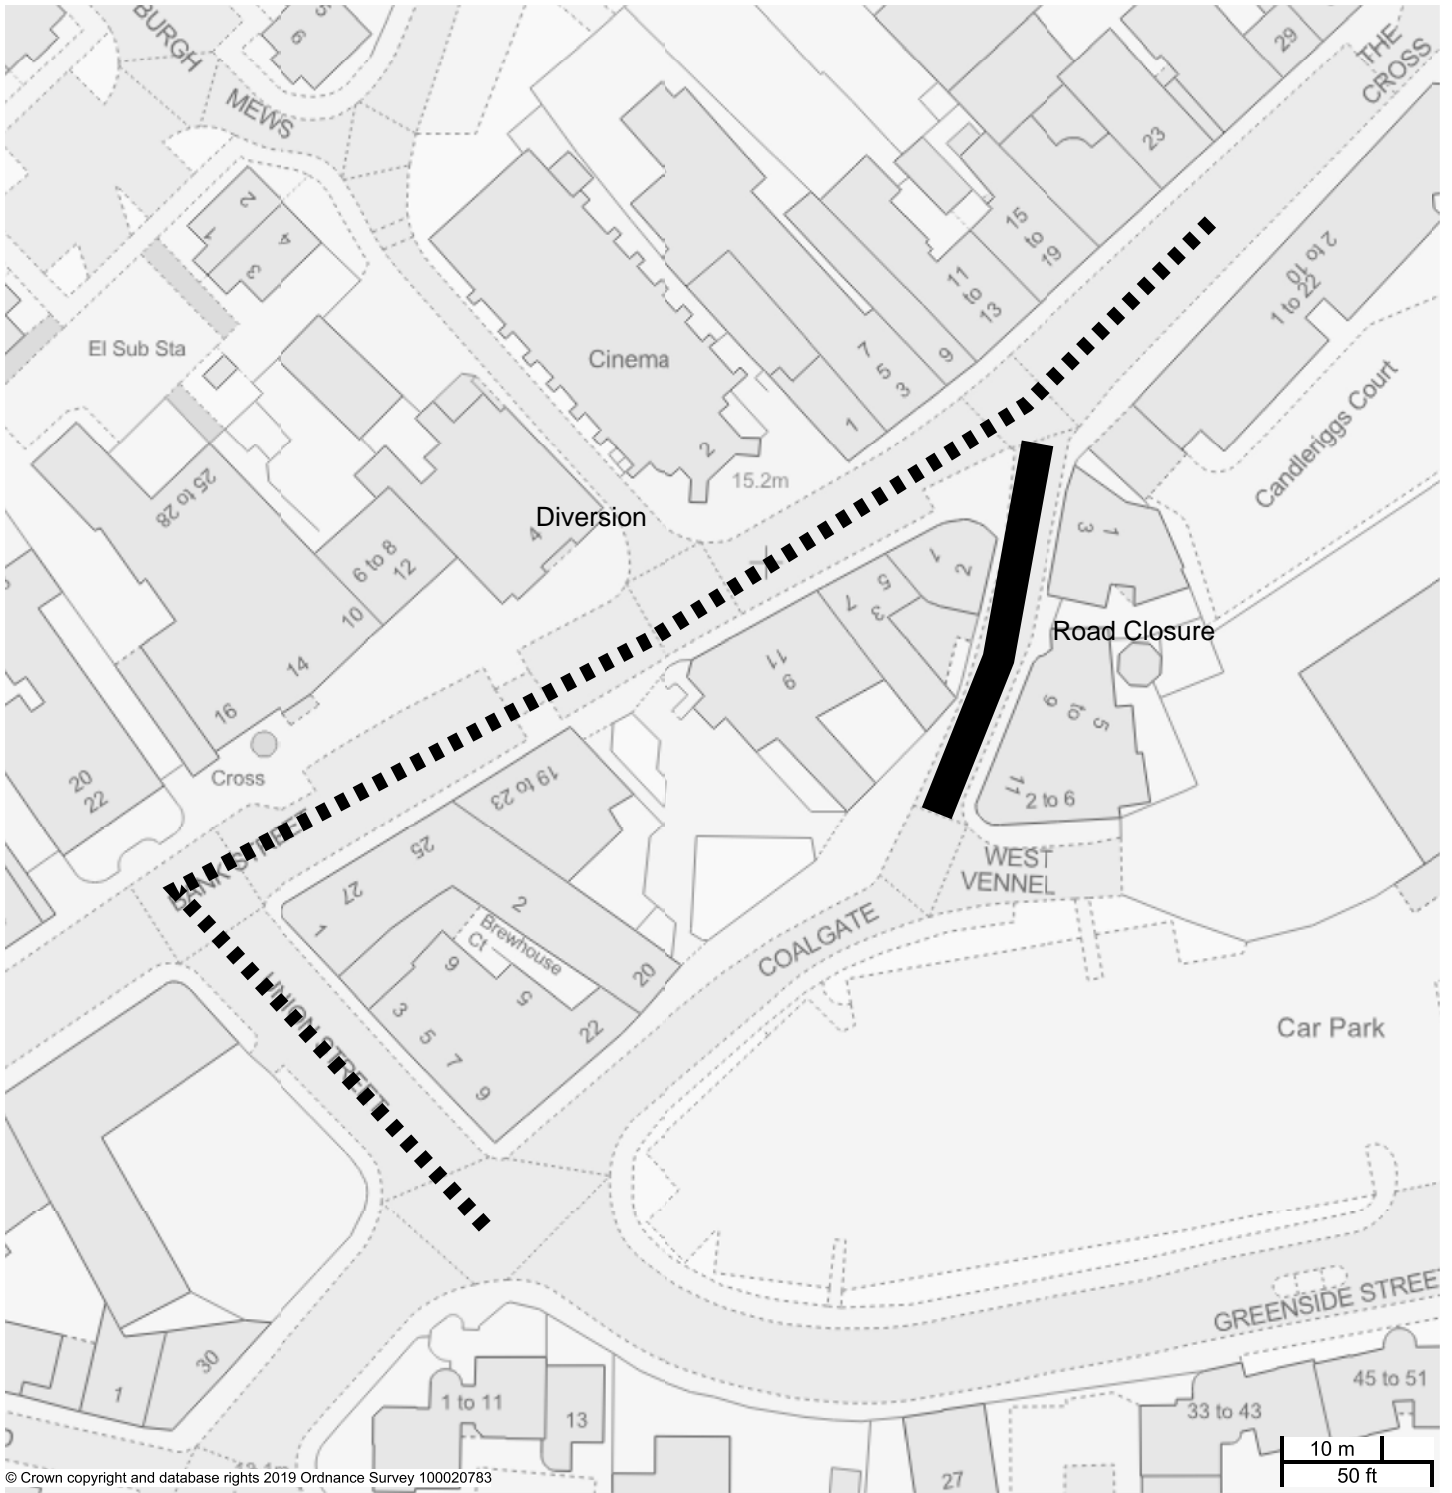 BURGH
MEWS
5
6
THE
CROSS
29
23
2
1
4
3
15
to
19
11
to
13
2 to 10
1 to 22
El Sub Sta
Cinema
7
5
3
9
1
2
15.2m
Candleriggs Court
25 to 28
Diversion
4
6 to 8
12
10
1
3
1
2
5
7
3
14
16
Road Closure
11
9
9
to
5
11
2 to 6
Cross
20
22
19 to 23
25
27
1
BANK STREET
WEST
VENNEL
2
Brewhouse
Ct
COALGATE
20
22
9
5
3
5
7
9
UNION STREET
Car Park
GREENSIDE STREE
30
1
1 to 11
13
33 to 43
45 to 51
27
10 m
50 ft
© Crown copyright and database rights 2019 Ordnance Survey 100020783